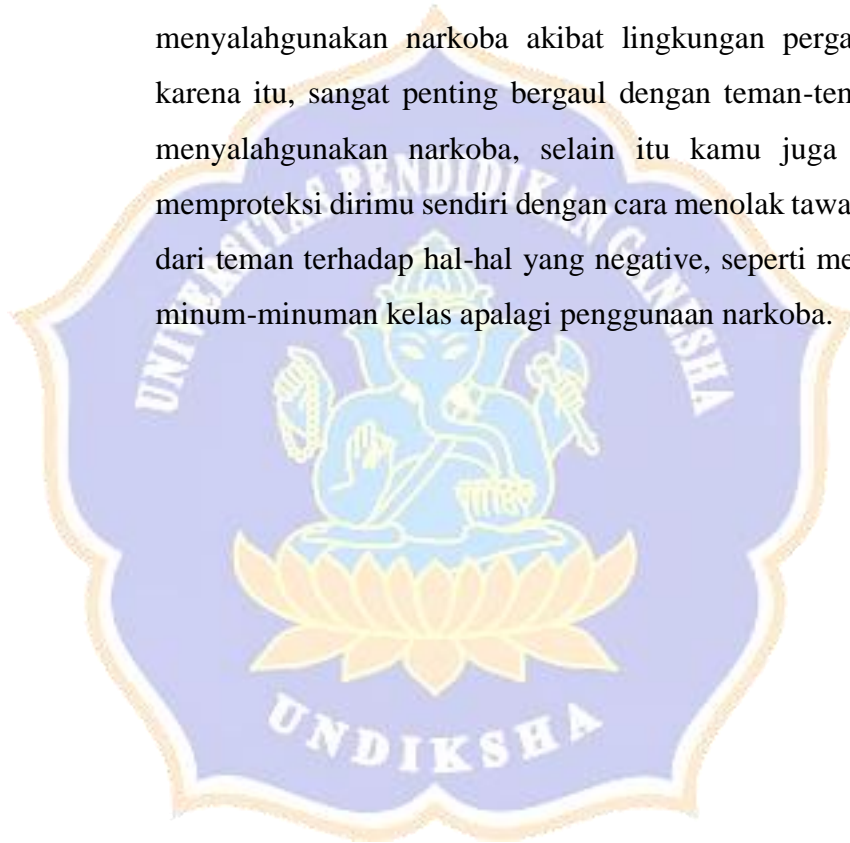 menyalahgunakan narkoba akibat lingkungan perga
karena itu, sangat penting bergaul dengan teman-ten
menyalahgunakan narkoba, selain itu kamu juga
memproteksi dirimu sendiri dengan cara menolak tawa
dari teman terhadap hal-hal yang negative, seperti me
minum-minuman kelas apalagi penggunaan narkoba.
UNIVERSITAS PENDIDIKAN GANESHA
UNDIKSHA